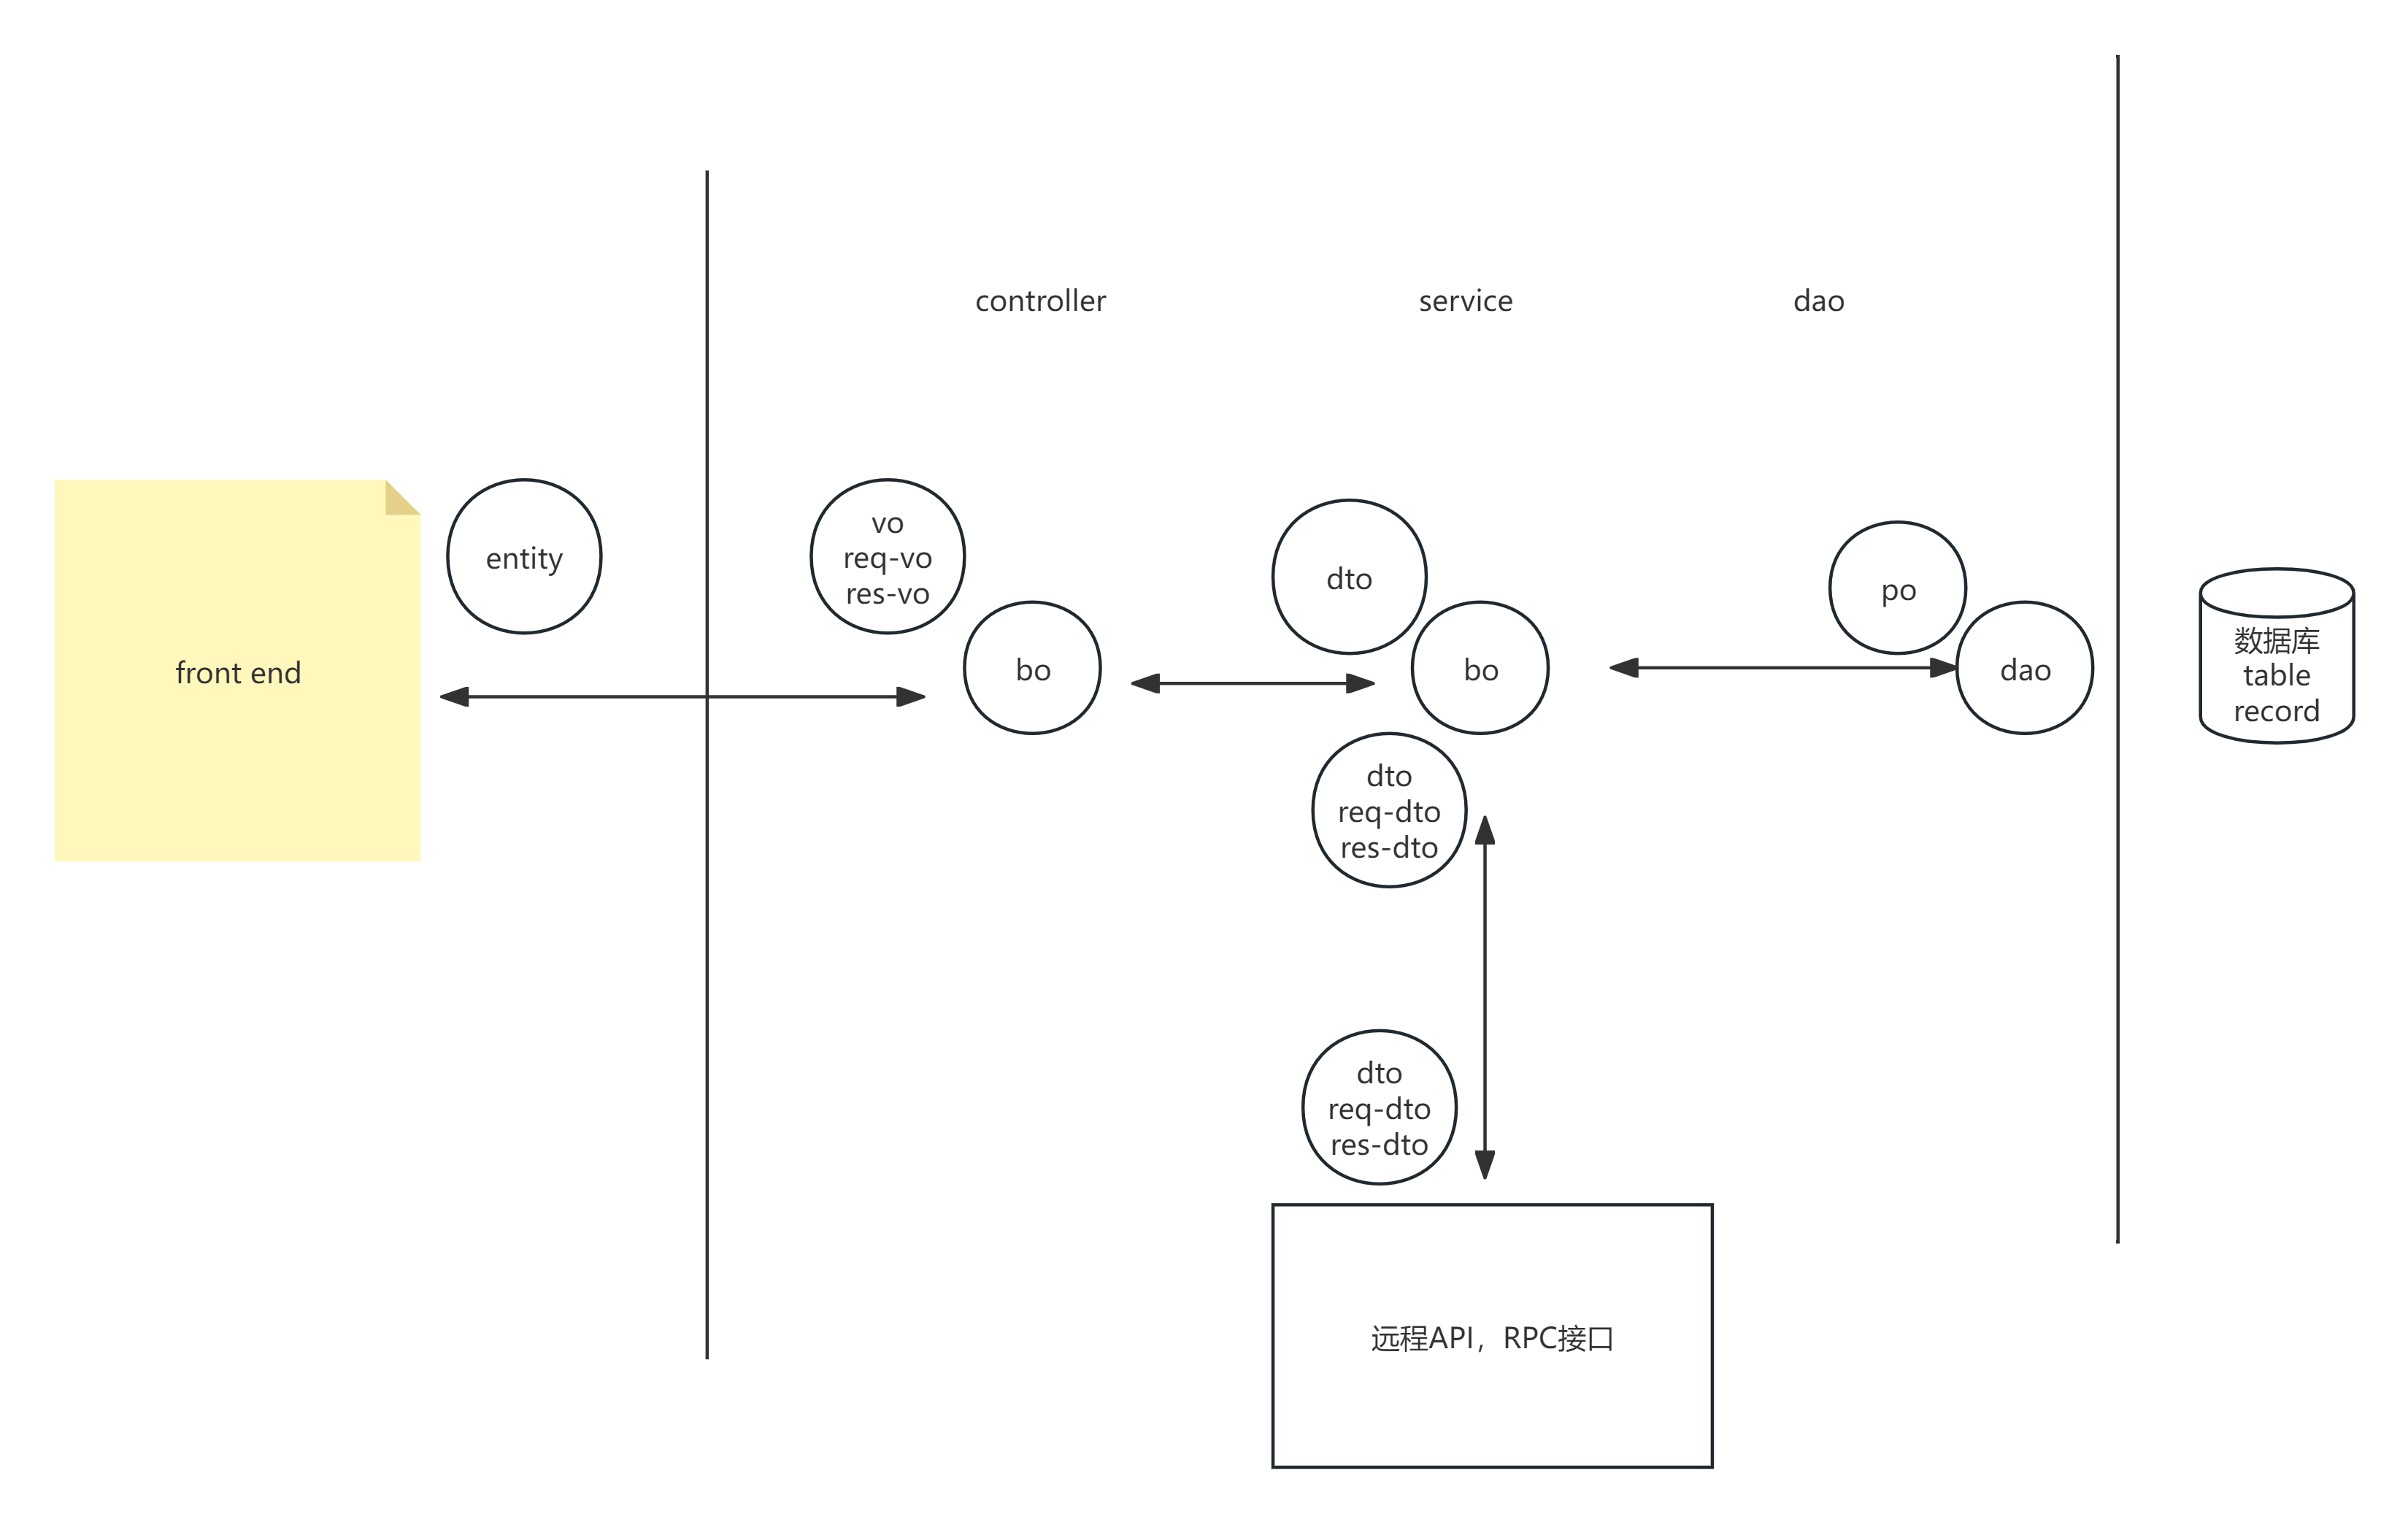 controller
service
dao
front end
entity
vo
req-vo
res-vo
bo
dto
bo
dto
req-dto
res-dto
po
dao
数据库
table
record
dto
req-dto
res-dto
远程API，RPC接口